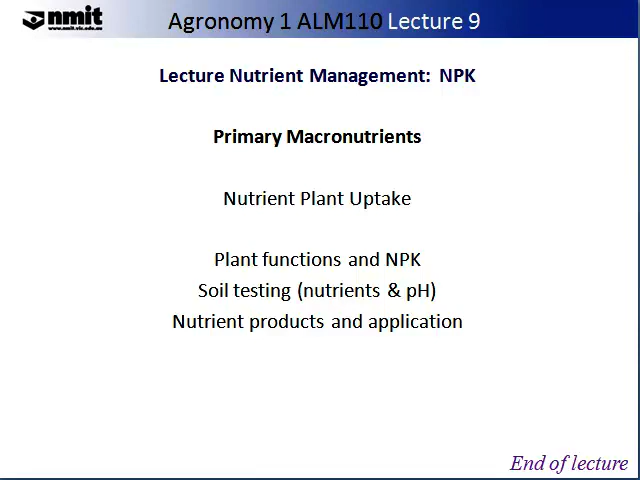 nmit
www.nmit.vic.edu.au
Agronomy 1 ALM110 Lecture 9
Lecture Nutrient Management: NPK
Primary Macronutrients
Nutrient Plant Uptake
Plant functions and NPK
Soil testing (nutrients & pH)
Nutrient products and application
End of lecture